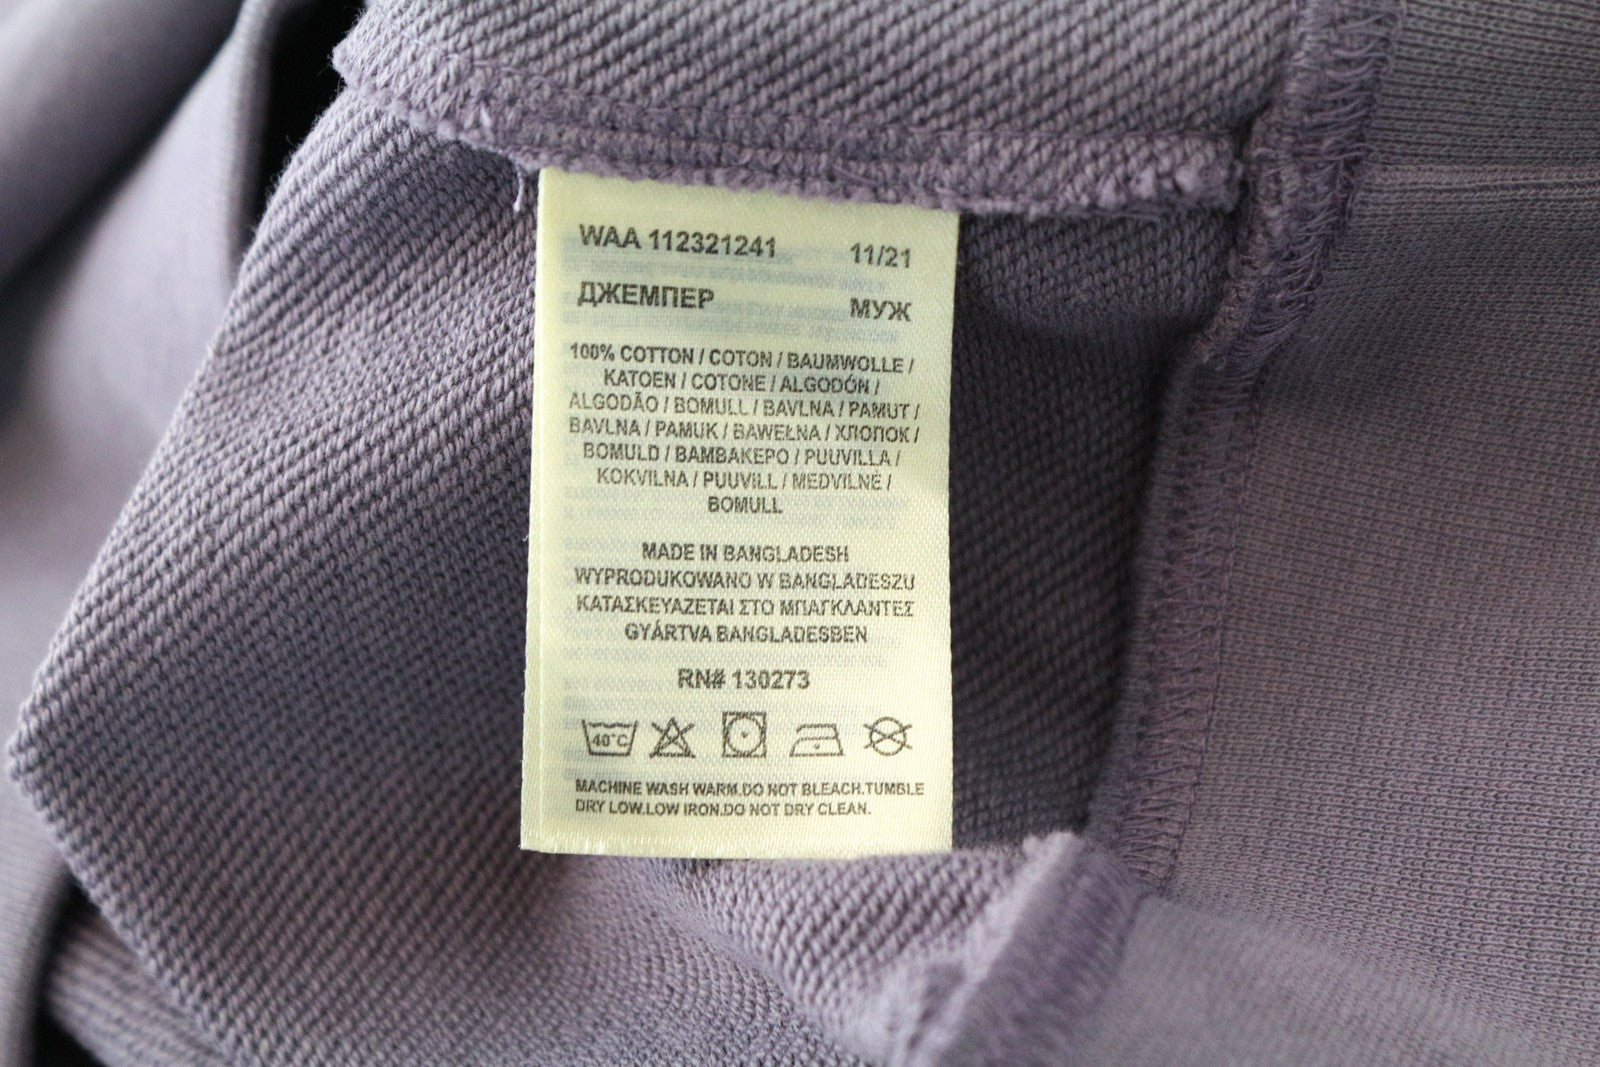 WAA 112321241 11/21
ДЖЕМПЕР МУЖ
100% COTTON / COTON / BAUMWOLLE /
KATOEN / COTONE / ALGODÓN /
ALGODÃO / BOMULL / BAVLNA / PAMUT /
BAVLNA / PAMUK / BAWEŁNA / ХЛОПОК /
BOMULD / ΒΑΜΒΑΚΕΡΟ / PUUVILLA /
KOKVILNA / PUUVILL / MEDVILNĖ /
BOMULL
MADE IN BANGLADESH
WYPRODUKOWANO W BANGLADESZU
ΚΑΤΑΣΚΕΥΑΖΕΤΑΙ ΣΤΟ ΜΠΑΓΚΛΑΝΤΕΣ
GYÁRTVA BANGLADESBEN
RN# 130273
40°C
MACHINE WASH WARM.DO NOT BLEACH.TUMBLE
DRY LOW.LOW IRON.DO NOT DRY CLEAN.